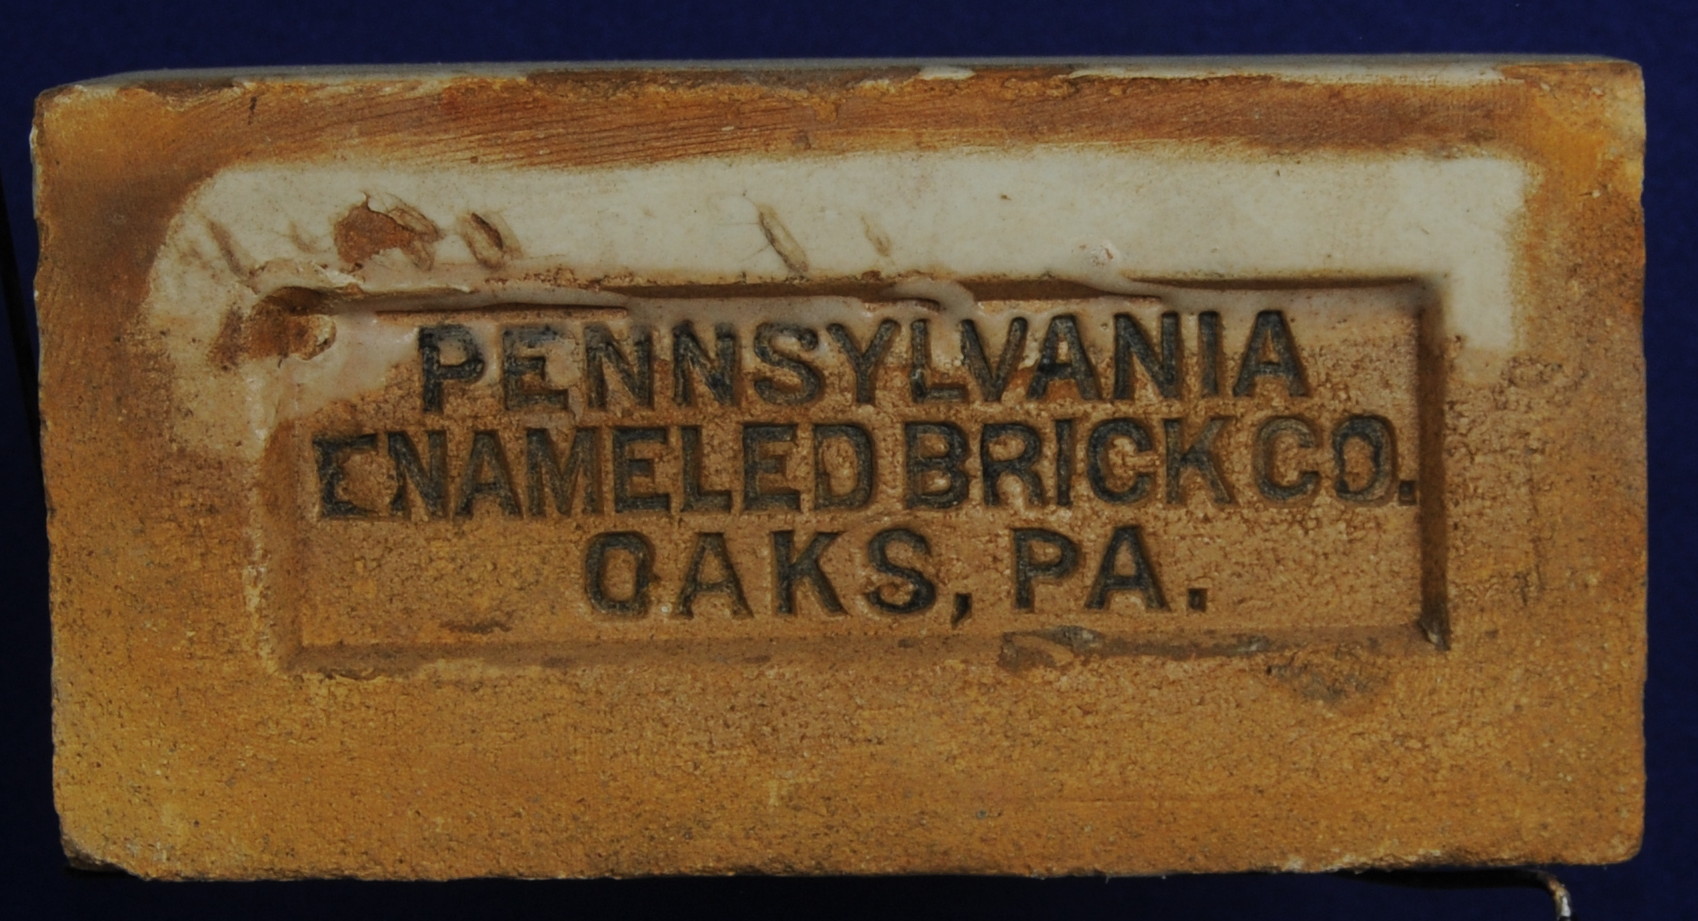 PENNSYLVANIA
ENAMELED BRICK CO.
OAKS, PA.